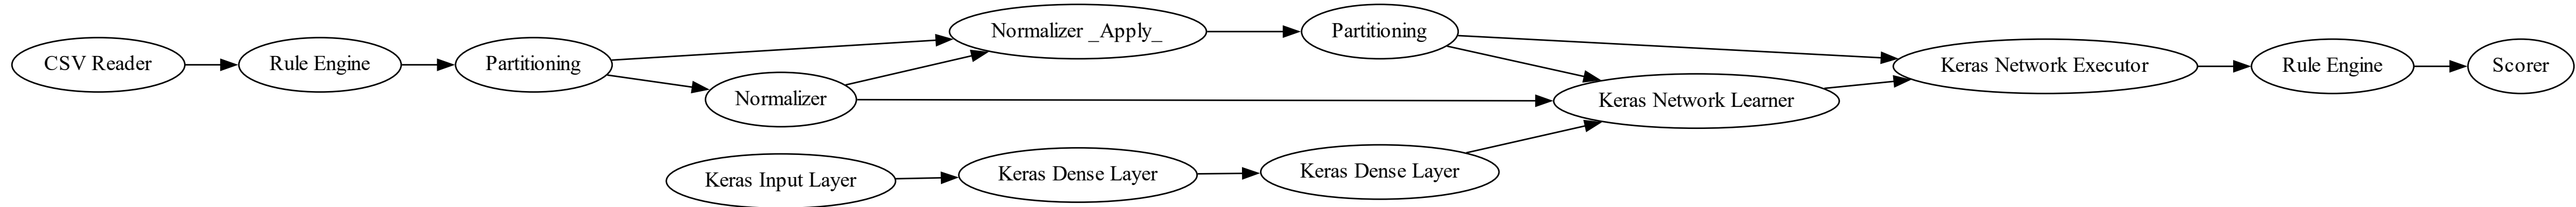 CSV Reader
Rule Engine
Partitioning
Normalizer
Normalizer _Apply_
Partitioning
Keras Input Layer
Keras Dense Layer
Keras Dense Layer
Keras Network Learner
Keras Network Executor
Rule Engine
Scorer